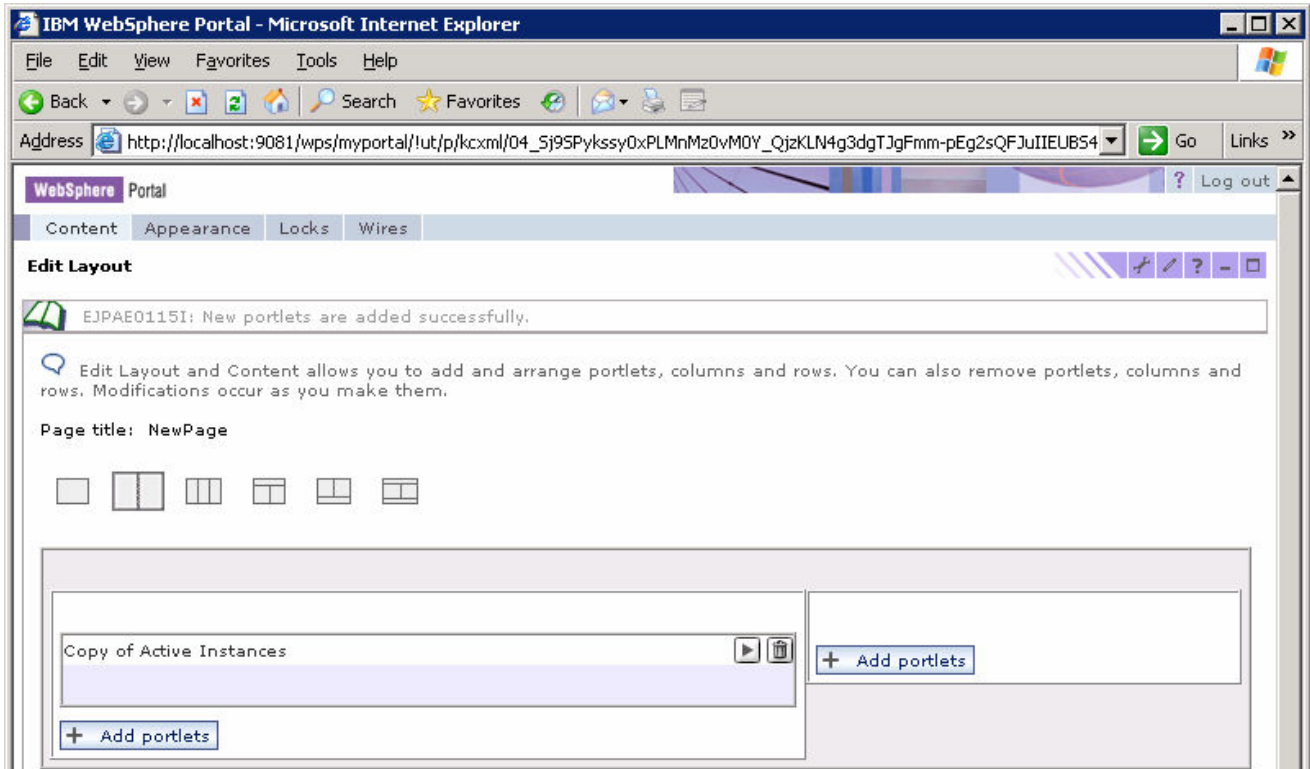 IBM WebSphere Portal - Microsoft Internet Explorer
File Edit View Favorites Tools Help
Back Search Favorites
Address http://localhost:9081/wps/myportal/!ut/p/kcxml/04_Sj9SPykssy0xPLMnMz0vM0Y_QjzKLN4g3dgTJgFmm-pEg2sQFJuIIEUBS4 Go Links »
WebSphere Portal ? Log out
Content Appearance Locks Wires
Edit Layout ?
EJPAE0115I: New portlets are added successfully.
Edit Layout and Content allows you to add and arrange portlets, columns and rows. You can also remove portlets, columns and
rows. Modifications occur as you make them.
Page title: NewPage
Copy of Active Instances
+ Add portlets
+ Add portlets